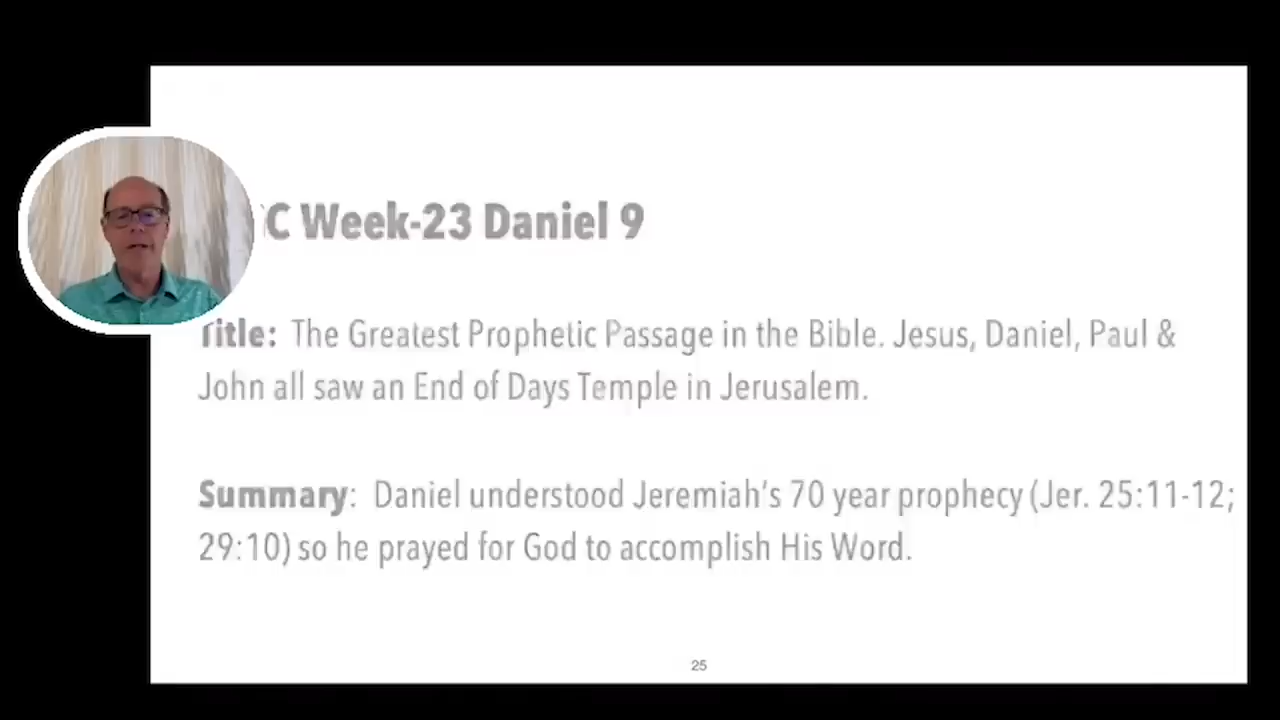 C Week-23 Daniel 9
Title: The Greatest Prophetic Passage in the Bible. Jesus, Daniel, Paul &
John all saw an End of Days Temple in Jerusalem.
Summary: Daniel understood Jeremiah's 70 year prophecy (Jer. 25:11-12;
29:10) so he prayed for God to accomplish His Word.
25